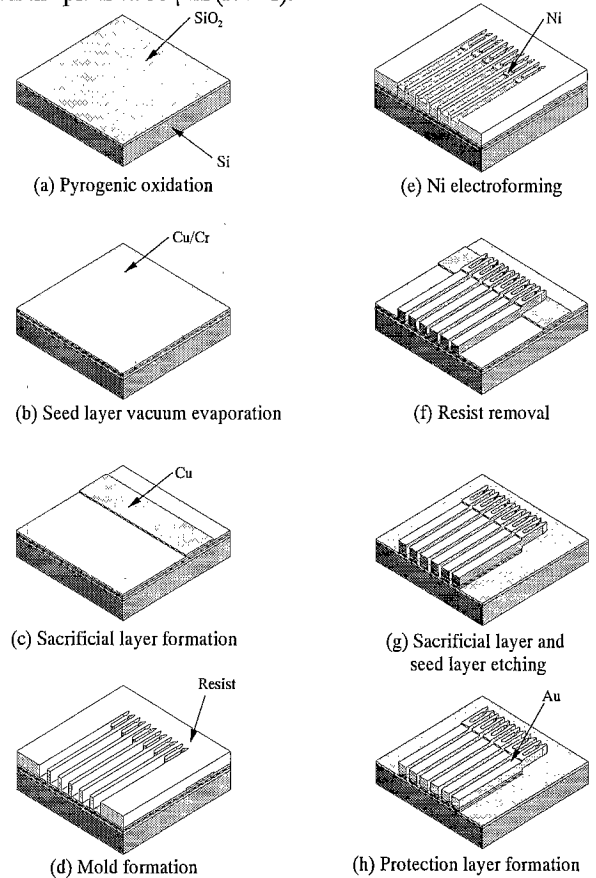 SiO₂
Si
(a) Pyrogenic oxidation
Cu/Cr
(b) Seed layer vacuum evaporation
Cu
(c) Sacrificial layer formation
Resist
(d) Mold formation
Ni
(e) Ni electroforming
(f) Resist removal
(g) Sacrificial layer and
seed layer etching
Au
(h) Protection layer formation